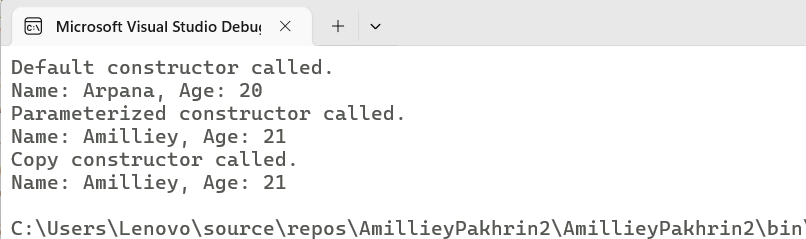 Microsoft Visual Studio Debug
Default constructor called.
Name: Arpana, Age: 20
Parameterized constructor called.
Name: Amilliey, Age: 21
Copy constructor called.
Name: Amilliey, Age: 21
C:\Users\Lenovo\source\repos\AmillieyPakhrin2\AmillieyPakhrin2\bin\